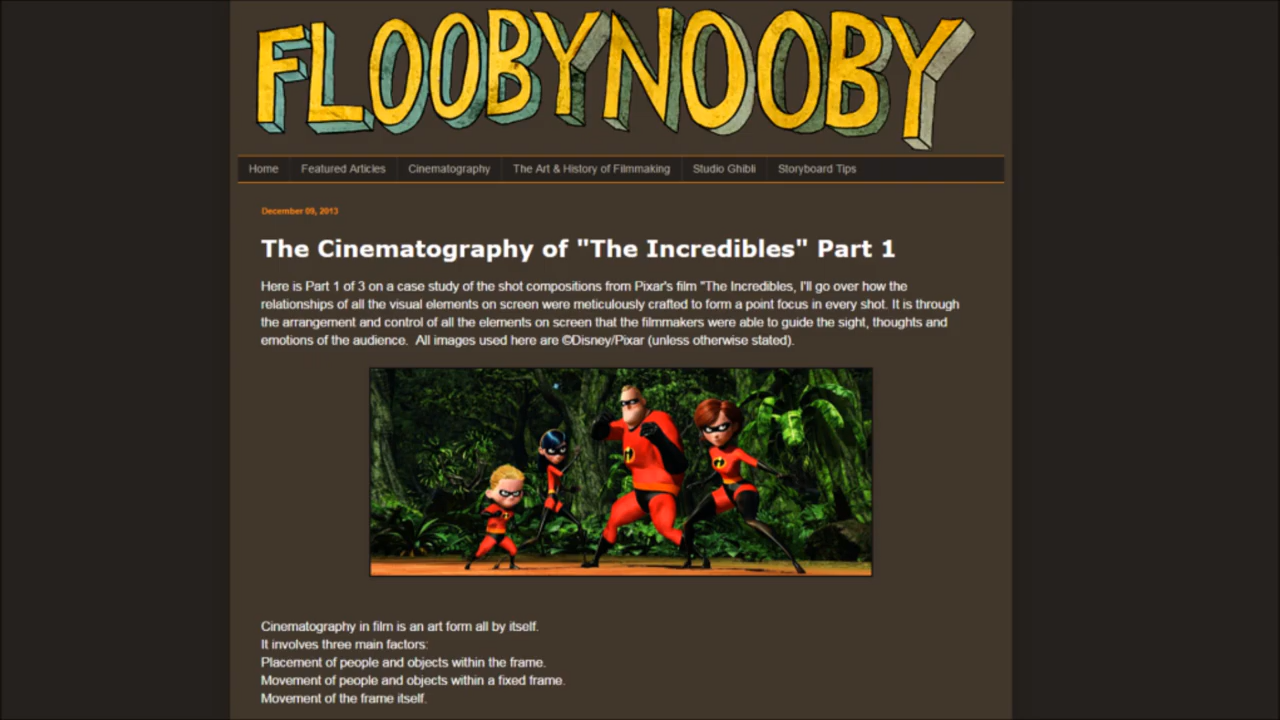 FLOOBYNOOBY
Home Featured Articles Cinematography The Art & History of Filmmaking Studio Ghibli Storyboard Tips
December 09, 2013
The Cinematography of "The Incredibles" Part 1
Here is Part 1 of 3 on a case study of the shot compositions from Pixar's film "The Incredibles, I'll go over how the
relationships of all the visual elements on screen were meticulously crafted to form a point focus in every shot. It is through
the arrangement and control of all the elements on screen that the filmmakers were able to guide the sight, thoughts and
emotions of the audience.  All images used here are ©Disney/Pixar (unless otherwise stated).
Cinematography in film is an art form all by itself.
It involves three main factors:
Placement of people and objects within the frame.
Movement of people and objects within a fixed frame.
Movement of the frame itself.